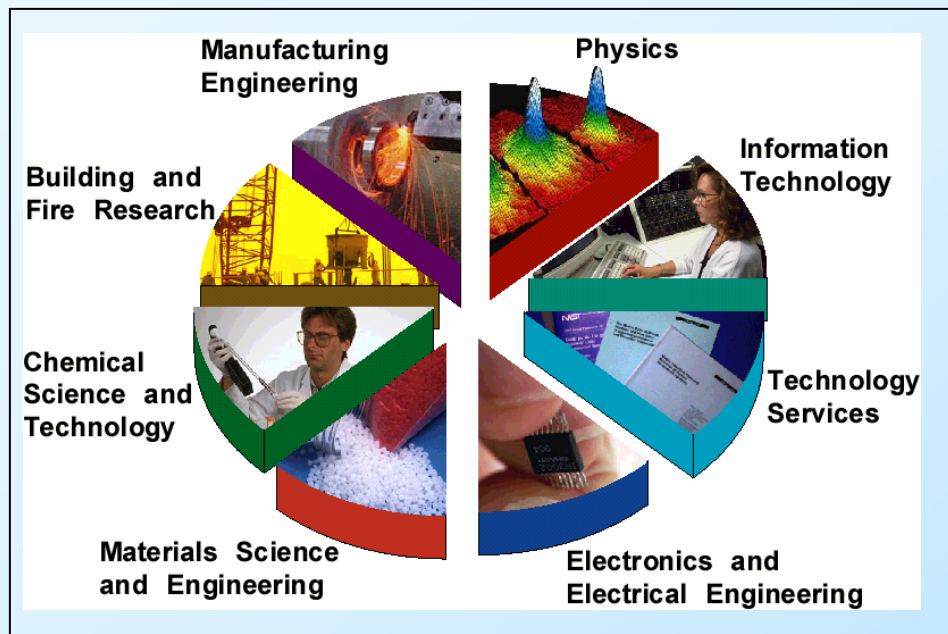 Manufacturing
Engineering
Physics
Information
Technology
Building and
Fire Research
Chemical
Science and
Technology
Technology
Services
Materials Science
and Engineering
Electronics and
Electrical Engineering